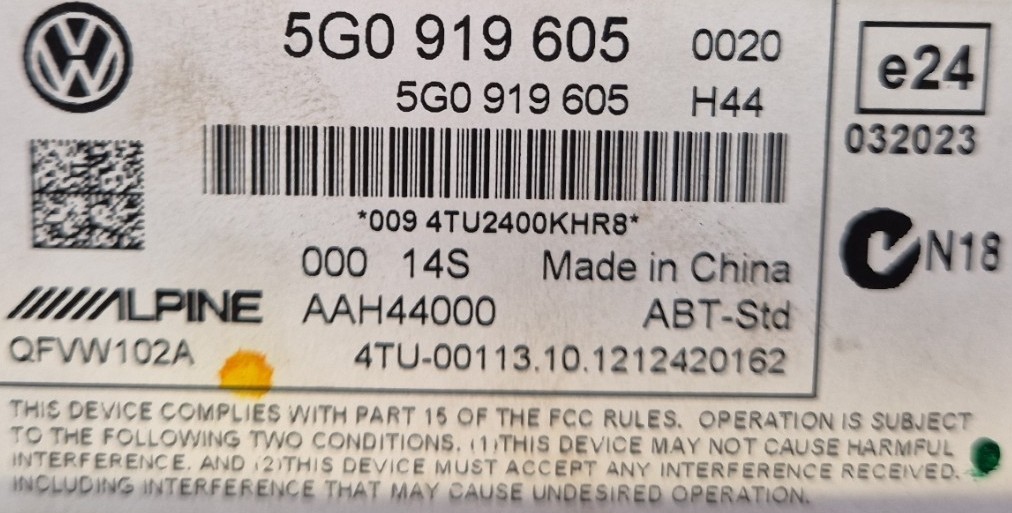 5G0 919 605 0020
5G0 919 605 H44
e24
032023
*009 4TU2400KHR8*
000 14S Made in China
N18
ALPINE AAH44000 ABT-Std
QFVW102A 4TU-00113.10.1212420162
THIS DEVICE COMPLIES WITH PART 15 OF THE FCC RULES. OPERATION IS SUBJECT
TO THE FOLLOWING TWO CONDITIONS. (1)THIS DEVICE MAY NOT CAUSE HARMFUL
INTERFERENCE. AND (2)THIS DEVICE MUST ACCEPT ANY INTERFERENCE RECEIVED.
INCLUDING INTERFERENCE THAT MAY CAUSE UNDESIRED OPERATION.